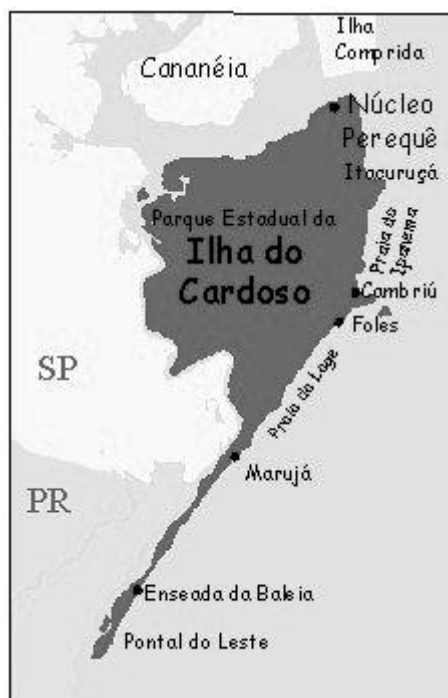 Ilha
Comprida
Cananéia
Núcleo
Perequê
Itacuruçá
Parque Estadual da
Ilha do
Cardoso
Praia do
Ipanema
Cambriú
Foles
SP
Praia da Lage
Marujá
PR
Enseada da Baleia
Pontal do Leste